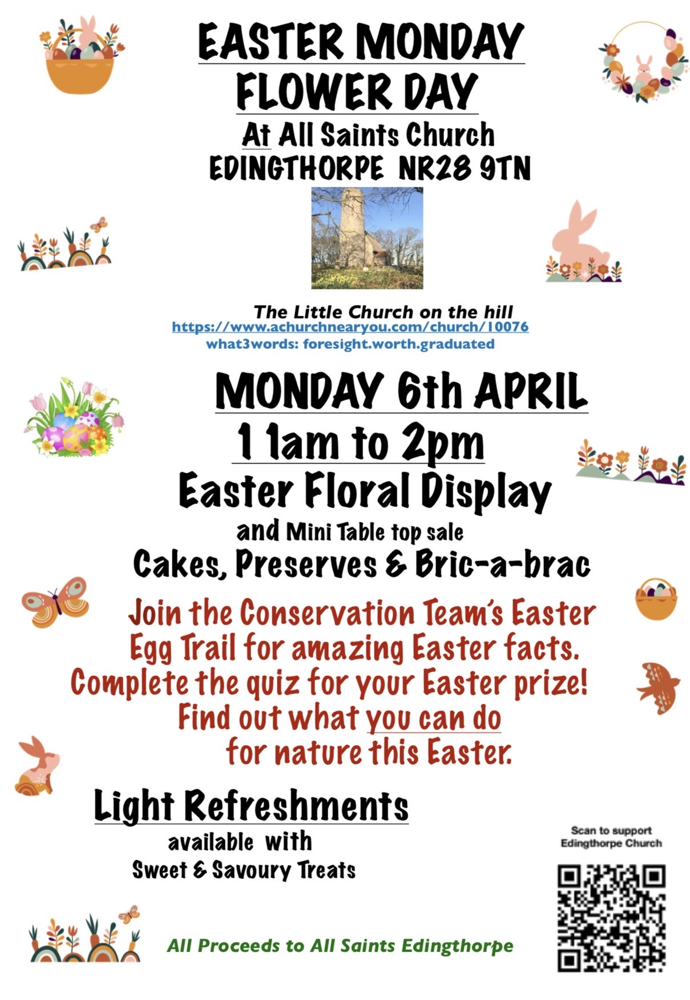 EASTER MONDAY
FLOWER DAY
At All Saints Church
EDINGTHORPE NR28 9TN
The Little Church on the hill
https://www.achurchnearyou.com/church/10076
what3words: foresight.worth.graduated
MONDAY 6th APRIL
11am to 2pm
Easter Floral Display
and Mini Table top sale
Cakes, Preserves & Bric-a-brac
Join the Conservation Team's Easter
Egg Trail for amazing Easter facts.
Complete the quiz for your Easter prize!
Find out what you can do
for nature this Easter.
Light Refreshments
available with
Sweet & Savoury Treats
Scan to support
Edingthorpe Church
All Proceeds to All Saints Edingthorpe